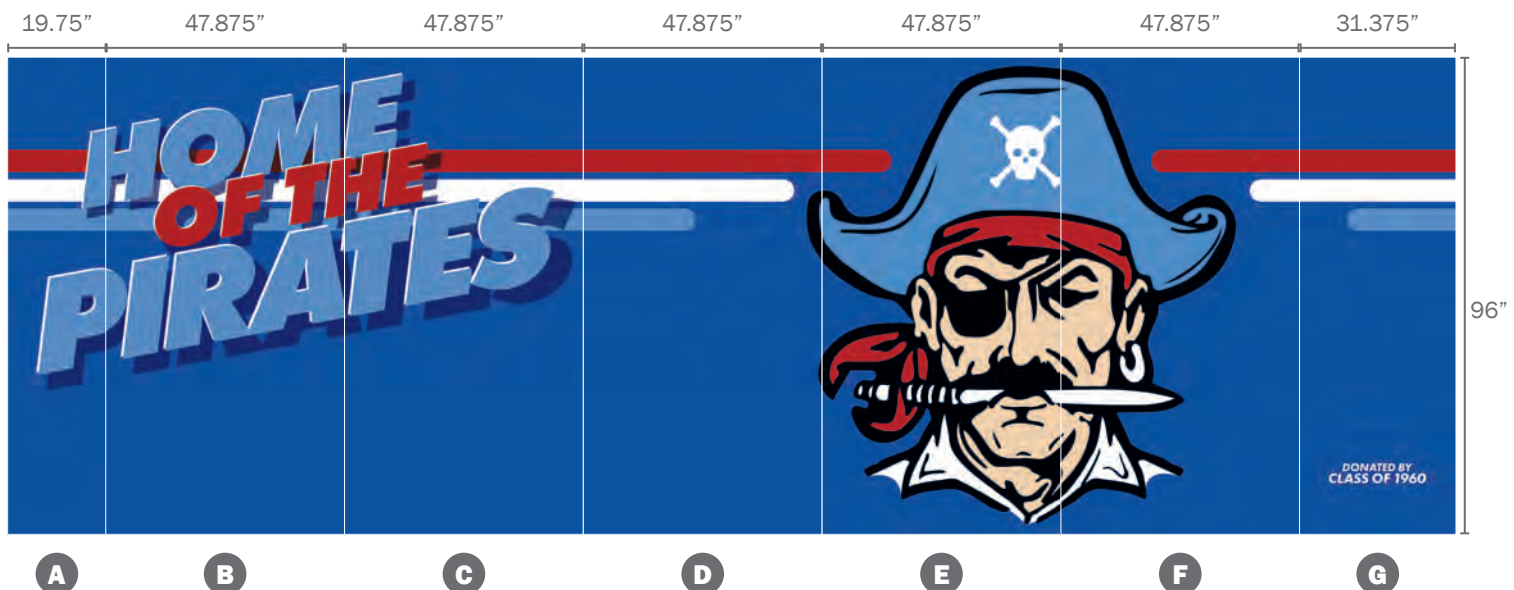 19.75” 47.875” 47.875” 47.875” 47.875” 47.875” 31.375”
HOME
OF THE
PIRATES
96”
DONATED BY
CLASS OF 1960
A B C D E F G